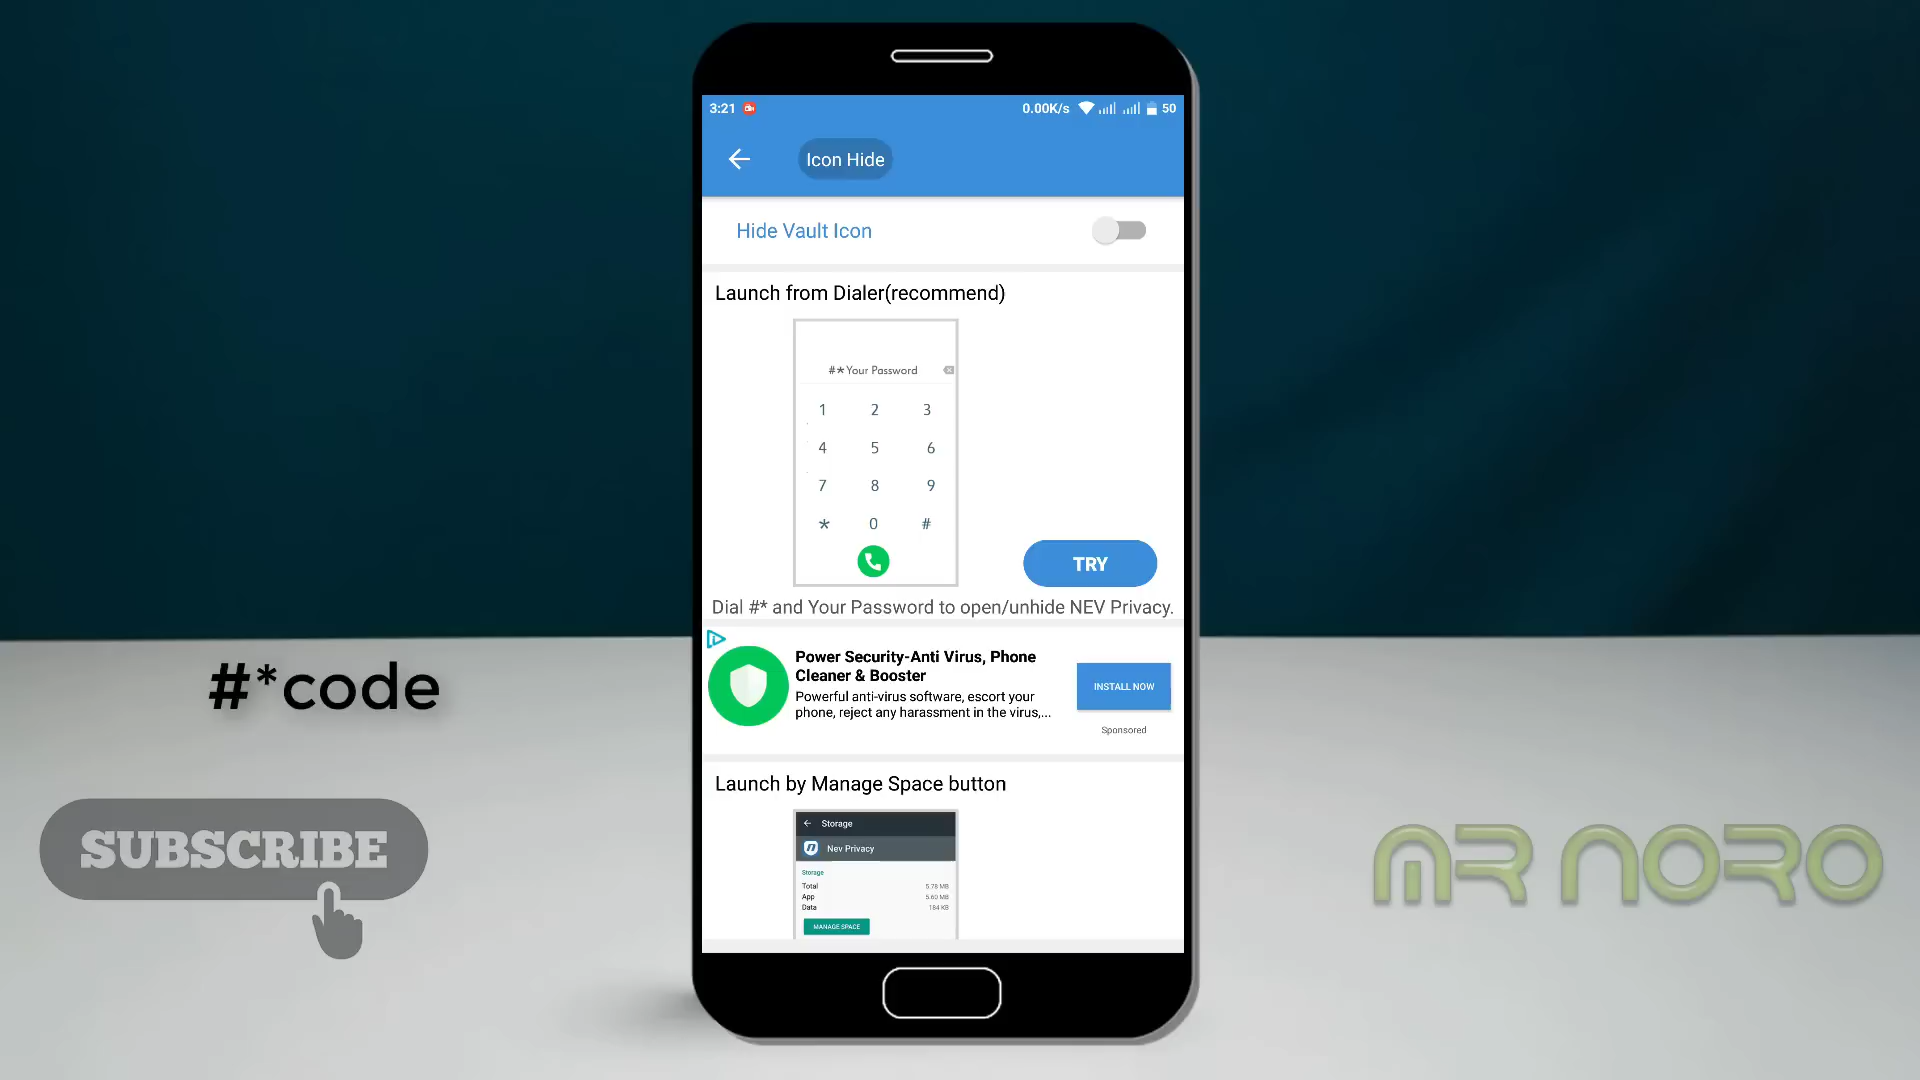 3:21
0.00K/s
50
Icon Hide
Hide Vault Icon
Launch from Dialer(recommend)
#*Your Password
1 2 3
4 5 6
7 8 9
* 0 #
TRY
Dial #* and Your Password to open/unhide NEV Privacy.
Power Security-Anti Virus, Phone
Cleaner & Booster
Powerful anti-virus software, escort your
phone, reject any harassment in the virus,...
INSTALL NOW
Sponsored
Launch by Manage Space button
Storage
Nev Privacy
Storage
Total 5.78 MB
App 5.60 MB
Data 184 KB
MANAGE SPACE
#*code
SUBSCRIBE
MR NORO